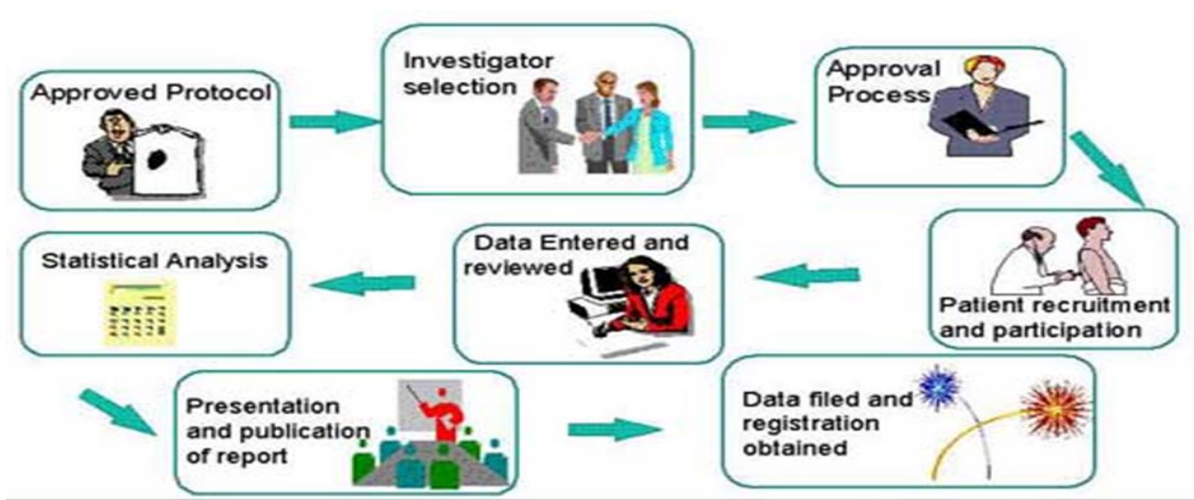 Approved Protocol
Investigator
selection
Approval
Process
Patient recruitment
and participation
Data Entered and
reviewed
Statistical Analysis
Presentation
and publication
of report
Data filed and
registration
obtained